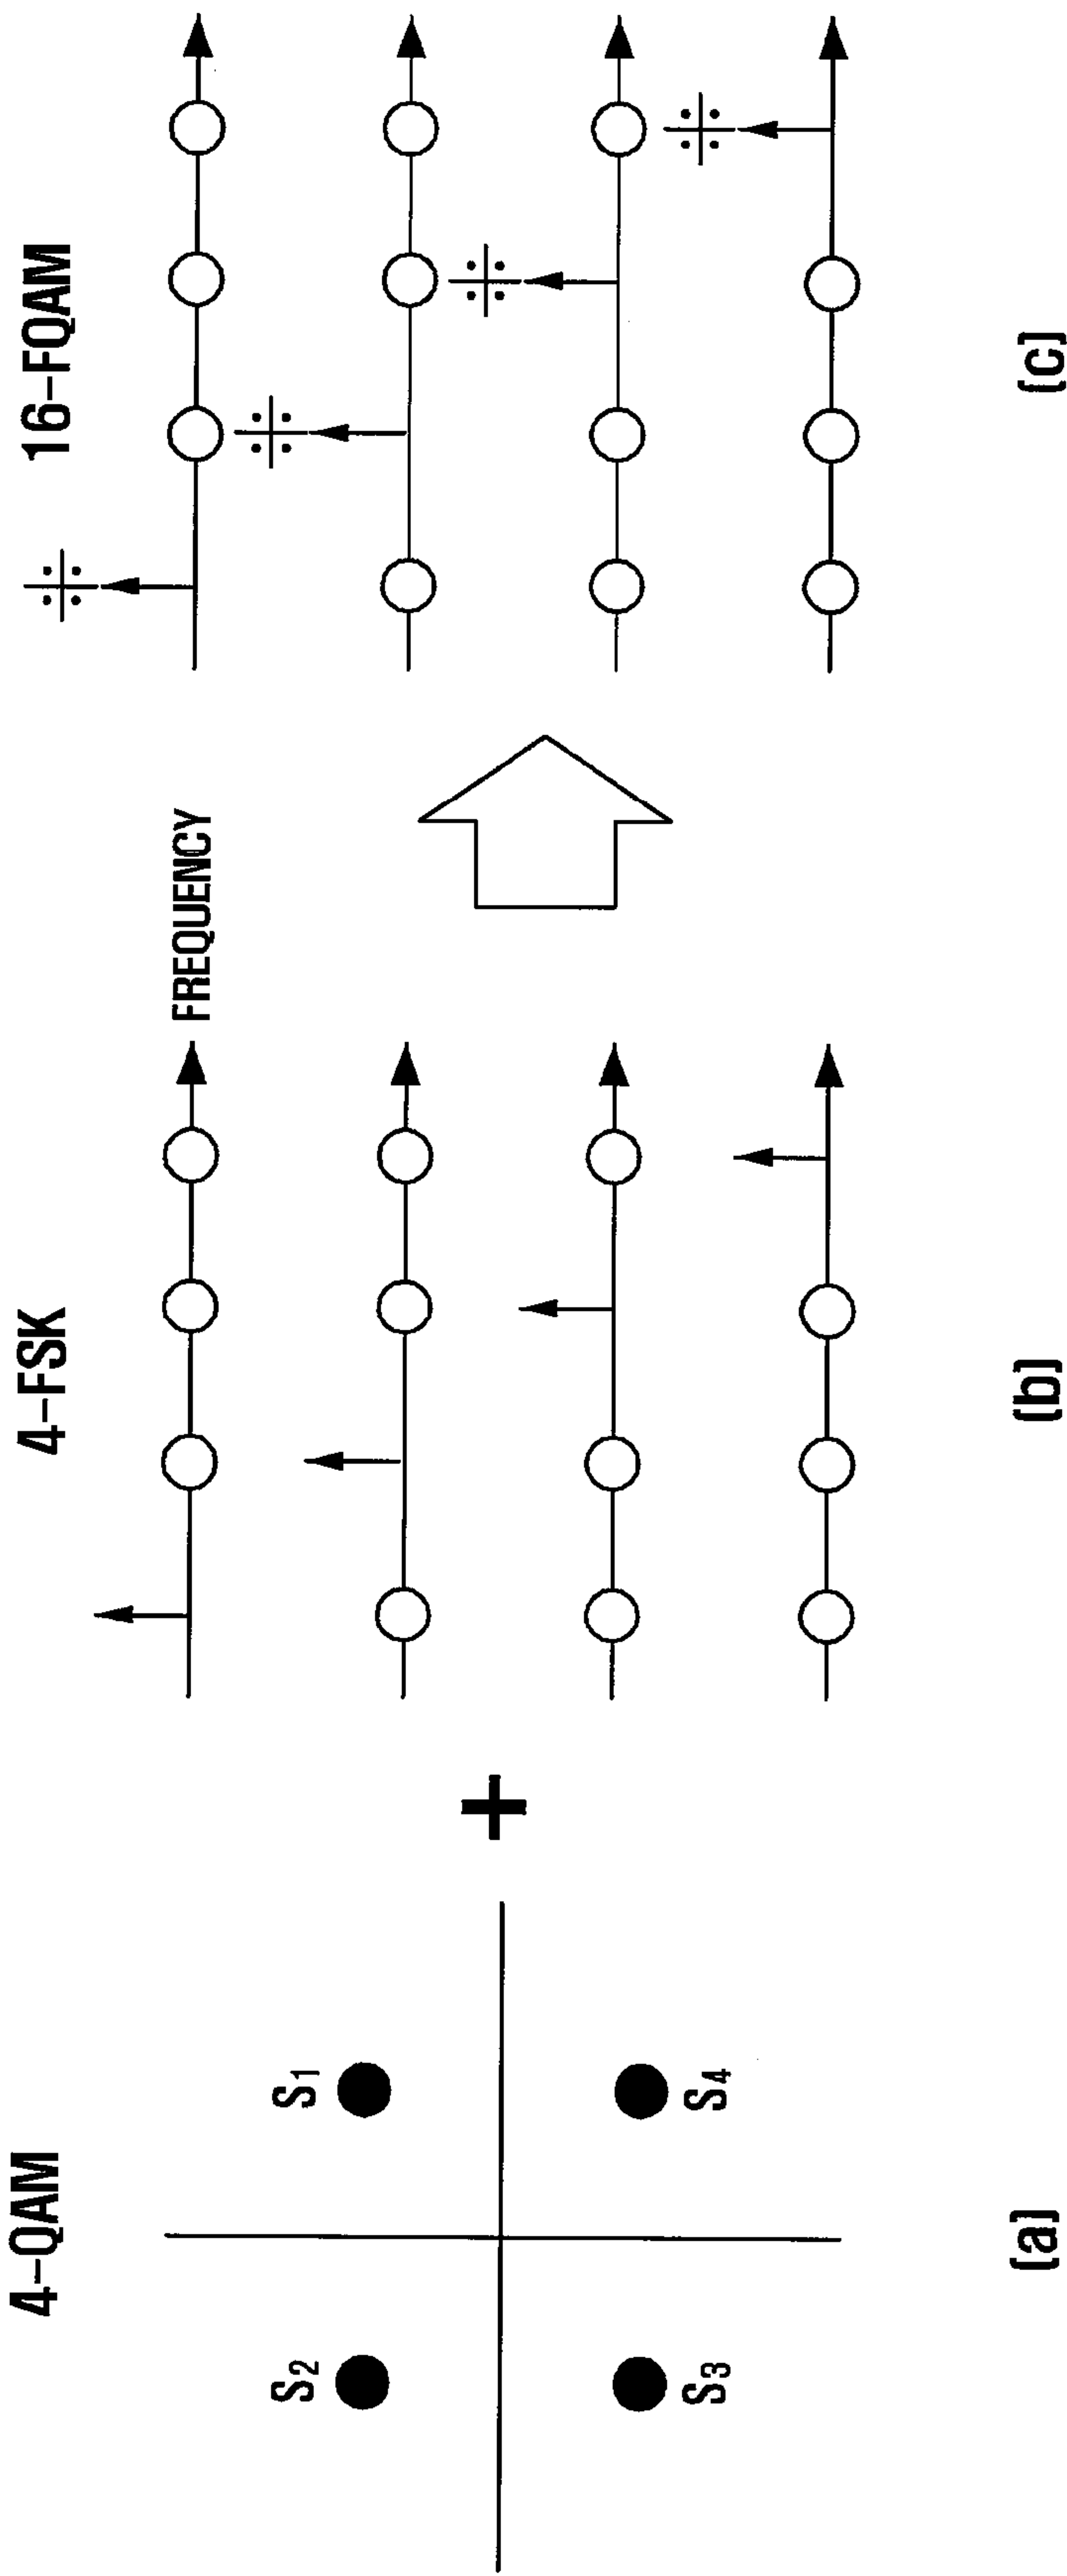 4-QAM
S2
S1
S3
S4
(a)
+
4-FSK
FREQUENCY
(b)
16-FQAM
(c)